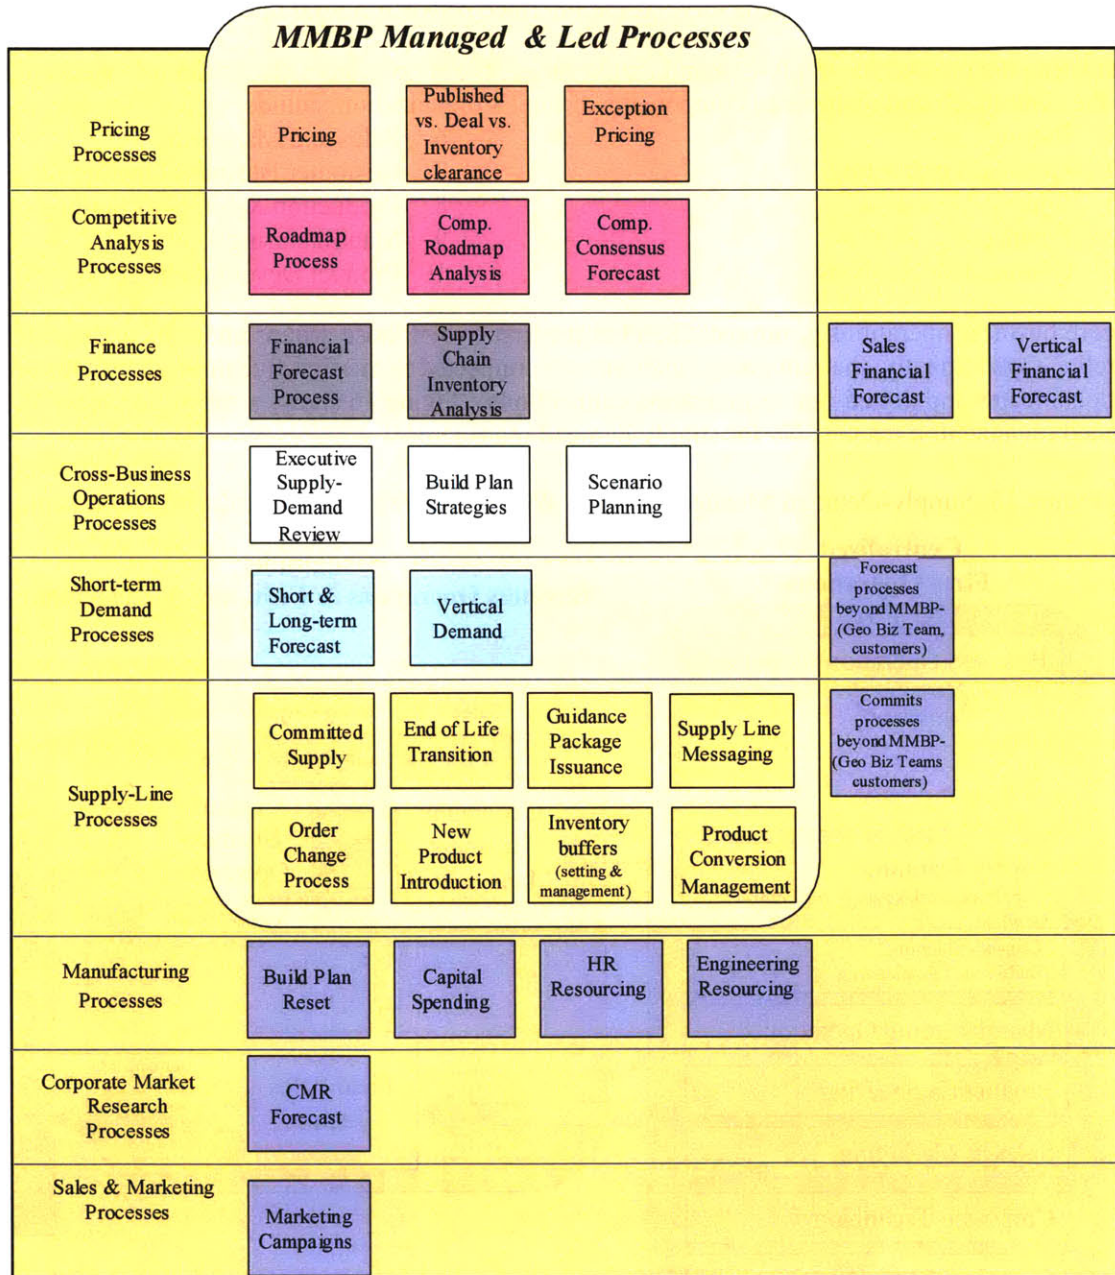 MMBP Managed & Led Processes
Pricing
Processes
Pricing
Published
vs. Deal vs.
Inventory
clearance
Exception
Pricing
Competitive
Analysis
Processes
Roadmap
Process
Comp.
Roadmap
Analysis
Comp.
Consensus
Forecast
Finance
Processes
Financial
Forecast
Process
Supply
Chain
Inventory
Analysis
Sales
Financial
Forecast
Vertical
Financial
Forecast
Cross-Business
Operations
Processes
Executive
Supply-
Demand
Review
Build Plan
Strategies
Scenario
Planning
Short-term
Demand
Processes
Short &
Long-term
Forecast
Vertical
Demand
Forecast
processes
beyond MMBP-
(Geo Biz Team,
customers)
Supply-Line
Processes
Committed
Supply
End of Life
Transition
Guidance
Package
Issuance
Supply Line
Messaging
Commits
processes
beyond MMBP-
(Geo Biz Teams
customers)
Order
Change
Process
New
Product
Introduction
Inventory
buffers
(setting &
management)
Product
Conversion
Management
Manufacturing
Processes
Build Plan
Reset
Capital
Spending
HR
Resourcing
Engineering
Resourcing
Corporate Market
Research
Processes
CMR
Forecast
Sales & Marketing
Processes
Marketing
Campaigns